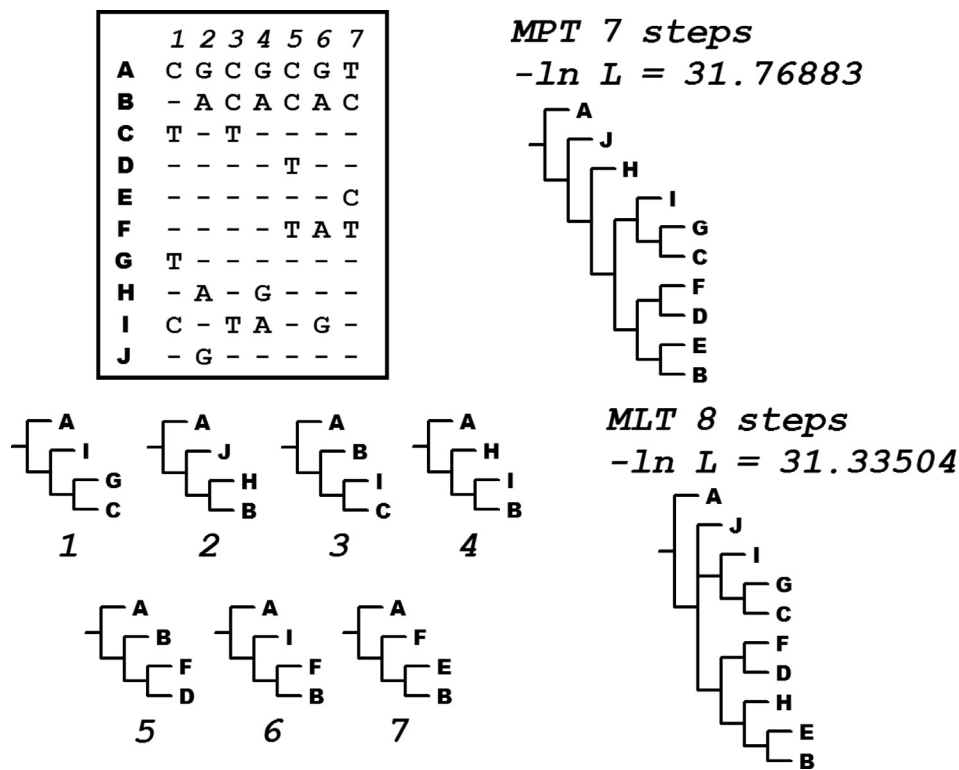 1 2 3 4 5 6 7
A C G C G C G T
B - A C A C A C
C T - T - - - -
D - - - - T - -
E - - - - - - C
F - - - - T A T
G T - - - - - -
H - A - G - - -
I C - T A - G -
J - G - - - - -
MPT 7 steps
-ln L = 31.76883
A
J
H
I
G
C
F
D
E
B
A
I
G
C
1
A
J
H
B
2
A
B
I
C
3
A
H
I
B
4
A
B
F
D
5
A
I
F
B
6
A
F
E
B
7
MLT 8 steps
-ln L = 31.33504
A
J
I
G
C
F
D
H
E
B